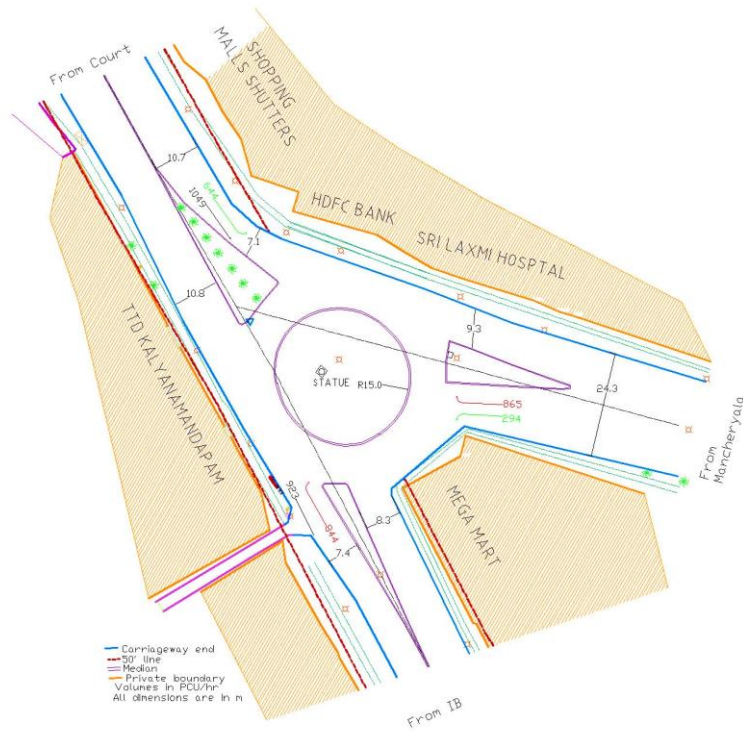 From Court
SHOPPING
MALLS SHUTTERS
10.7
644
1049
7.1
HDFC BANK
SRI LAXMI HOSPTAL
10.8
9.3
TTD KALYANAMANDAPAM
STATUE R15.0
24.3
865
294
From
Mancheryala
923
844
8.3
7.4
MEGA MART
Carriageway end
50' line
Median
Private boundary
Volumes in PCU/hr
All dimensions are in m
From IB